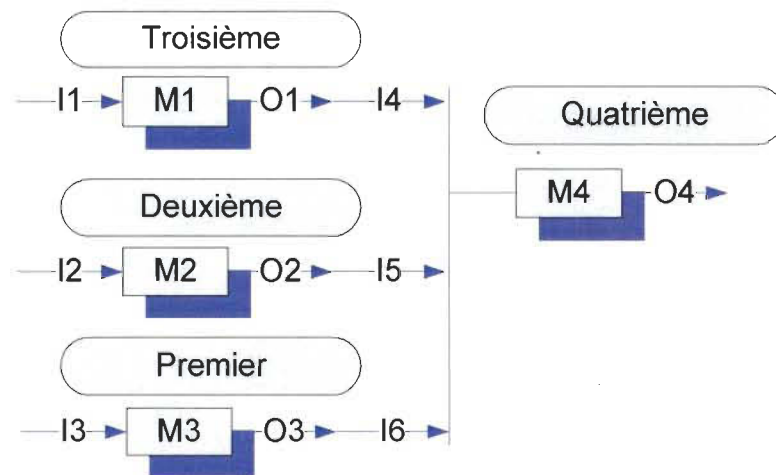 Troisième
I1 M1 O1 I4
Quatrième
M4 O4
Deuxième
I2 M2 O2 I5
Premier
I3 M3 O3 I6